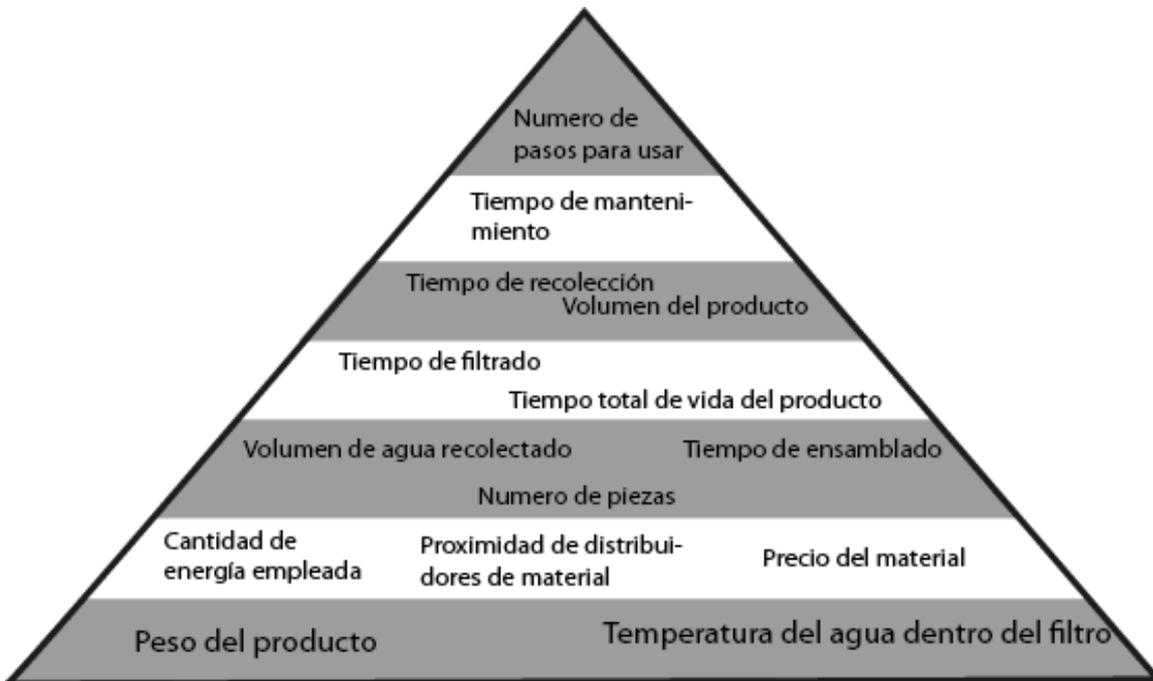 Numero de
pasos para usar
Tiempo de manteni-
miento
Tiempo de recolección
Volumen del producto
Tiempo de filtrado
Tiempo total de vida del producto
Volumen de agua recolectado
Tiempo de ensamblado
Numero de piezas
Cantidad de
energía empleada
Proximidad de distribui-
dores de material
Precio del material
Peso del producto
Temperatura del agua dentro del filtro